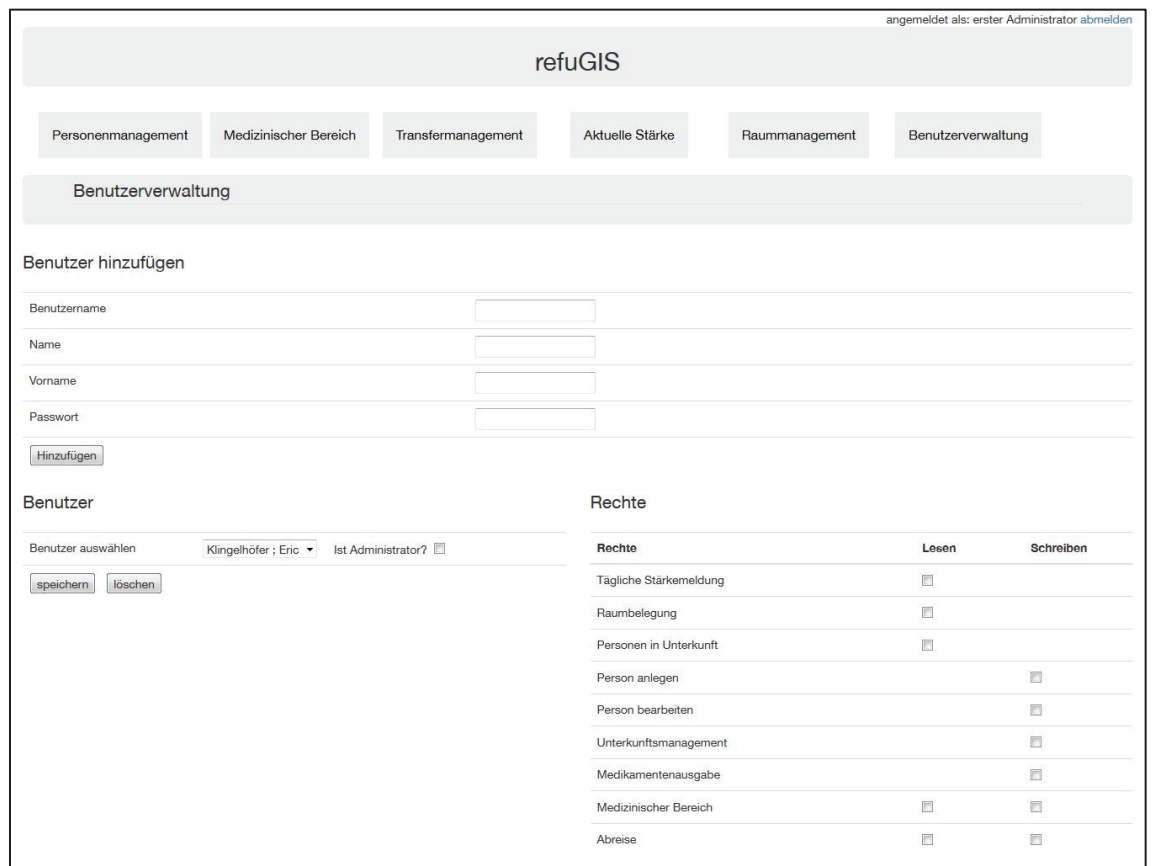 angemeldet als: erster Administrator abmelden
refuGIS
Personenmanagement Medizinischer Bereich Transfermanagement Aktuelle Stärke Raummanagement Benutzerverwaltung
Benutzerverwaltung
Benutzer hinzufügen
Benutzername
Name
Vorname
Passwort
Hinzufügen
Benutzer
Benutzer auswählen Klingelhöfer ; Eric Ist Administrator?
speichern löschen
Rechte
Rechte Lesen Schreiben
Tägliche Stärkemeldung
Raumbelegung
Personen in Unterkunft
Person anlegen
Person bearbeiten
Unterkunftsmanagement
Medikamentenausgabe
Medizinischer Bereich
Abreise